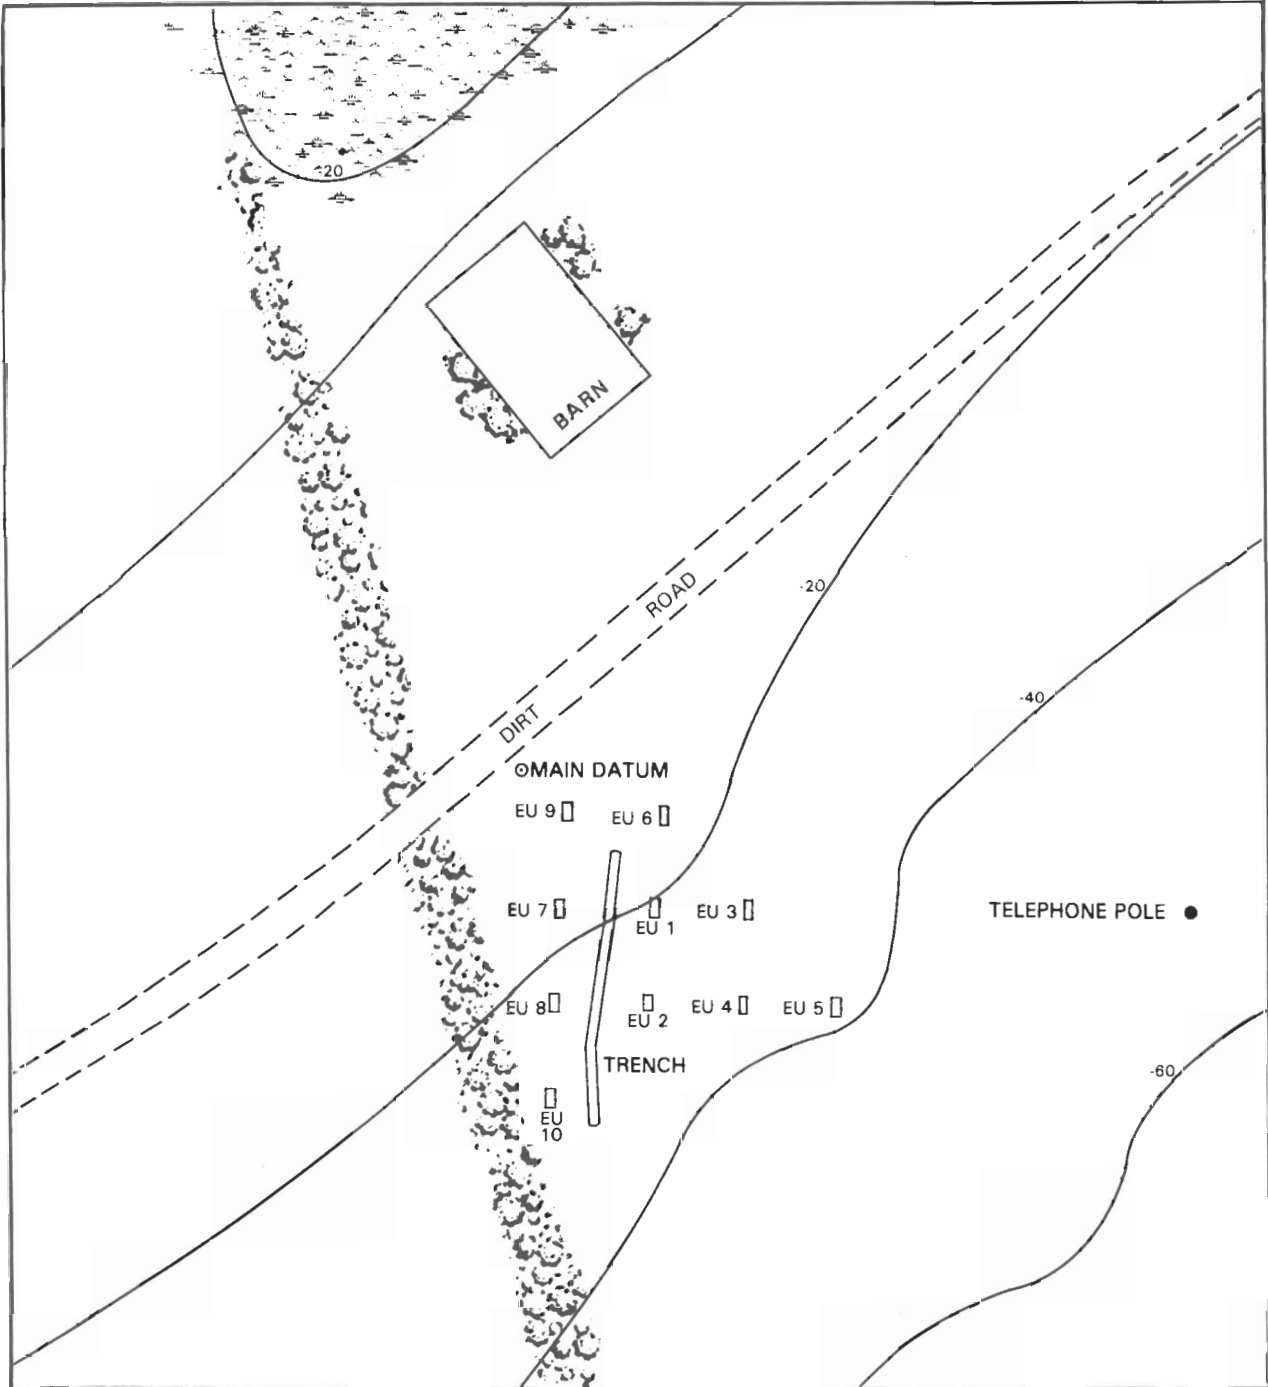 -20
BARN
-20
ROAD
-40
DIRT
MAIN DATUM
EU 9
EU 6
EU 7
EU 1
EU 3
TELEPHONE POLE
EU 8
EU 2
EU 4
EU 5
TRENCH
-60
EU
10